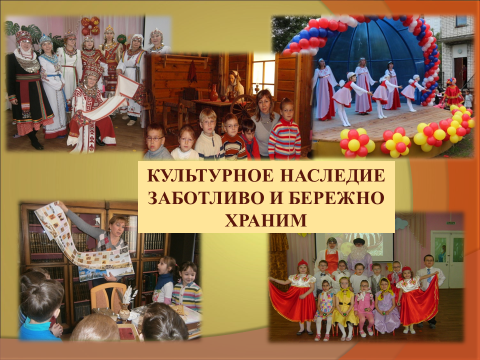 КУЛЬТУРНОЕ НАСЛЕДИЕ
ЗАБОТЛИВО И БЕРЕЖНО
ХРАНИМ